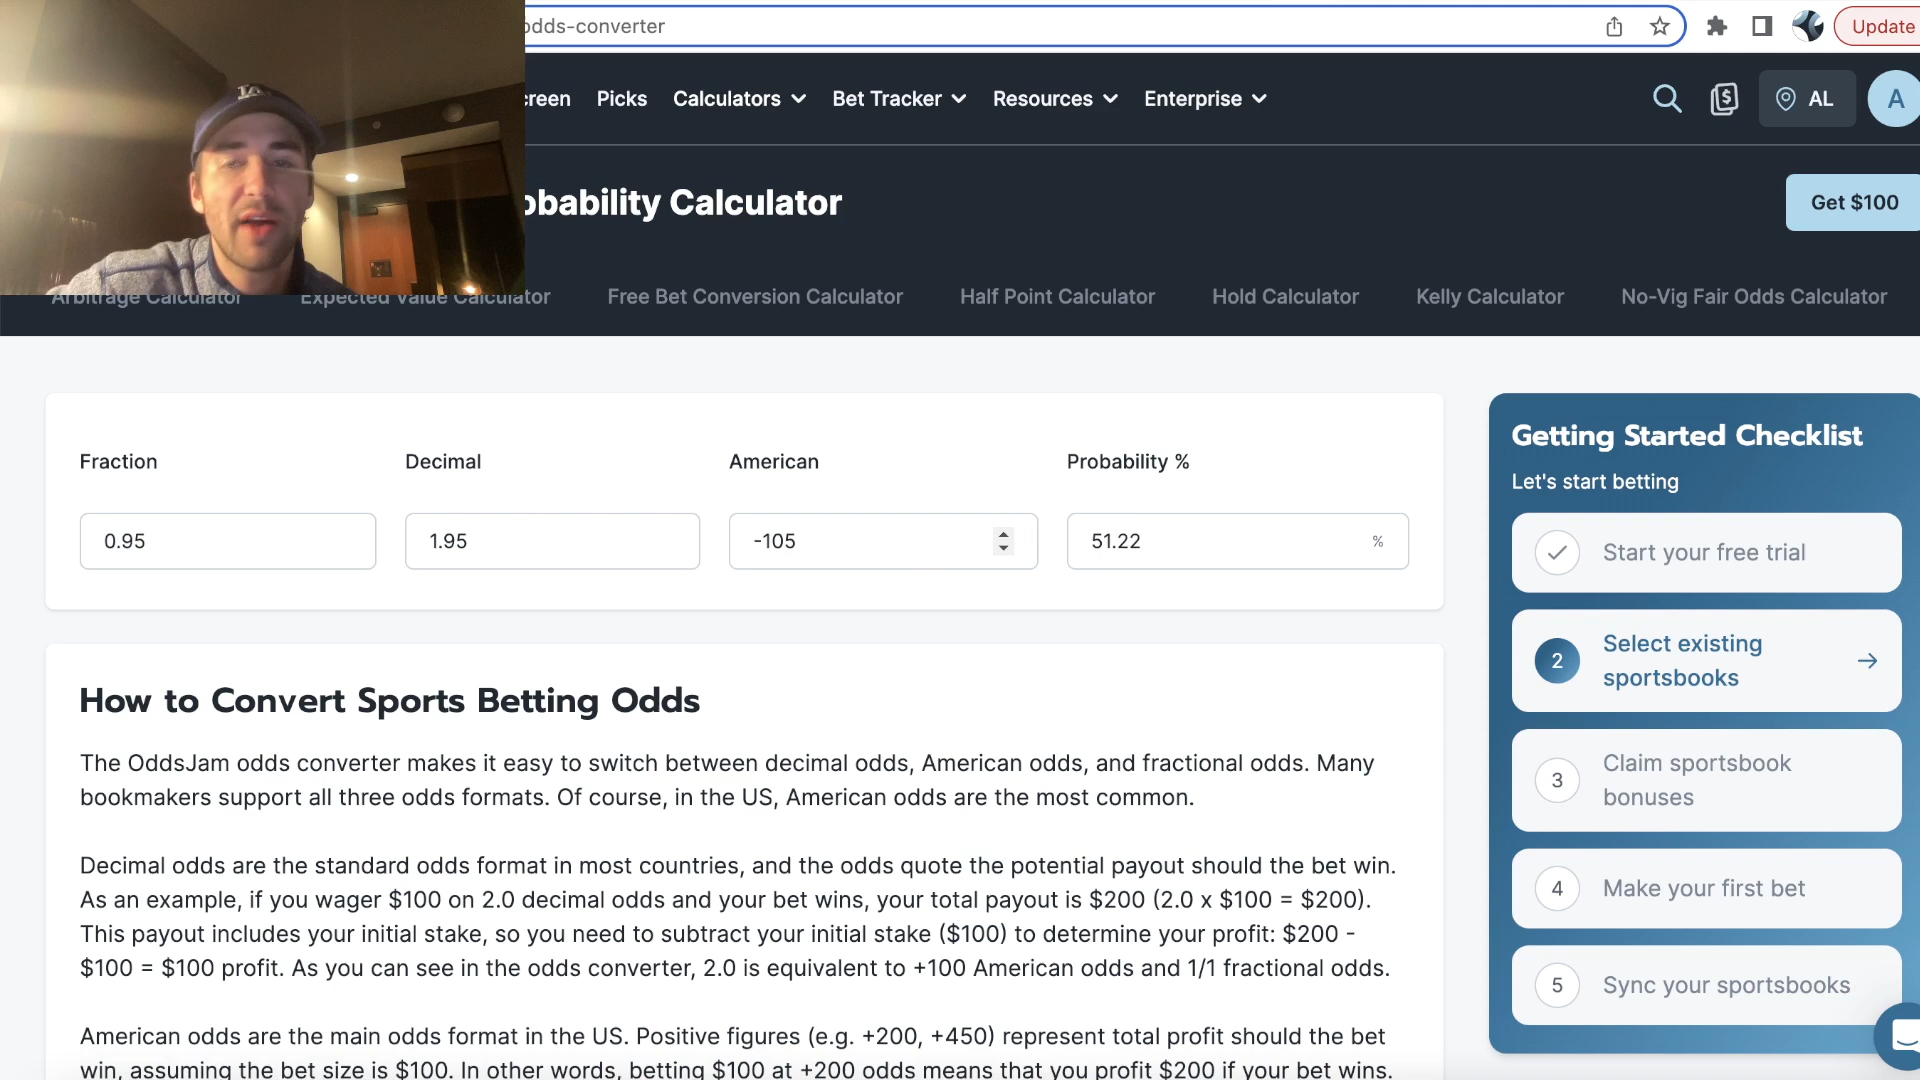 odds-converter
Update
creen Picks Calculators Bet Tracker Resources Enterprise
AL
A
LA
obability Calculator
Get $100
Arbitrage Calculator Expected Value Calculator Free Bet Conversion Calculator Half Point Calculator Hold Calculator Kelly Calculator No-Vig Fair Odds Calculator
Fraction Decimal American Probability %
0.95 1.95 -105 51.22 %
How to Convert Sports Betting Odds
The OddsJam odds converter makes it easy to switch between decimal odds, American odds, and fractional odds. Many
bookmakers support all three odds formats. Of course, in the US, American odds are the most common.
Decimal odds are the standard odds format in most countries, and the odds quote the potential payout should the bet win.
As an example, if you wager $100 on 2.0 decimal odds and your bet wins, your total payout is $200 (2.0 x $100 = $200).
This payout includes your initial stake, so you need to subtract your initial stake ($100) to determine your profit: $200 -
$100 = $100 profit. As you can see in the odds converter, 2.0 is equivalent to +100 American odds and 1/1 fractional odds.
American odds are the main odds format in the US. Positive figures (e.g. +200, +450) represent total profit should the bet
win, assuming the bet size is $100. In other words, betting $100 at +200 odds means that you profit $200 if your bet wins.
Getting Started Checklist
Let's start betting
Start your free trial
2
Select existing
sportsbooks
3
Claim sportsbook
bonuses
4
Make your first bet
5
Sync your sportsbooks